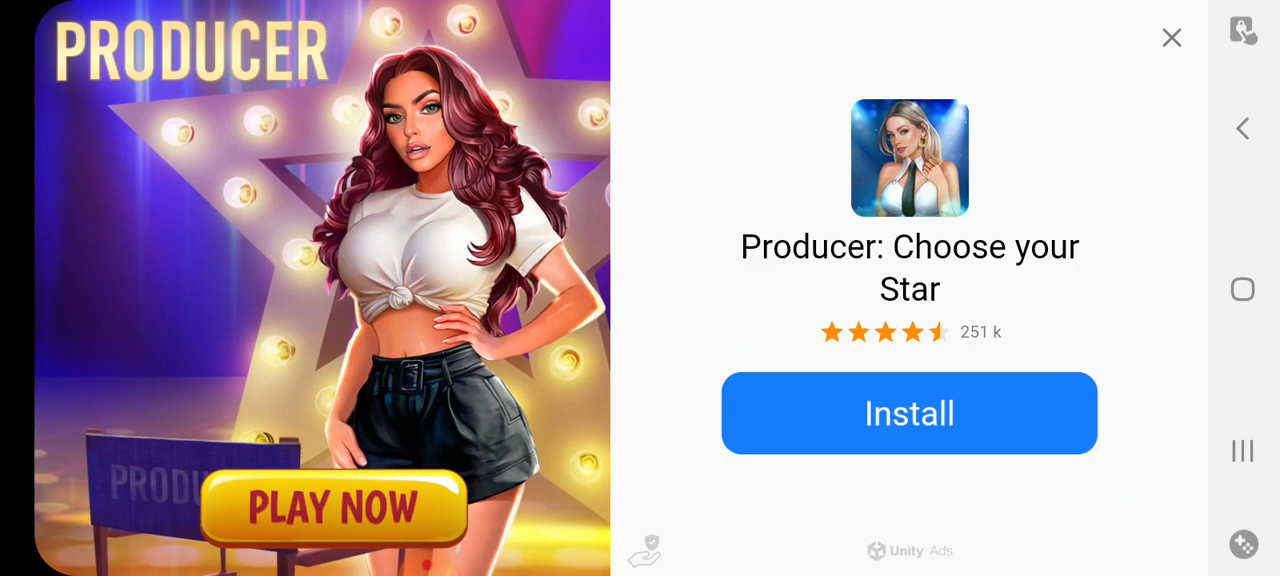 PRODUCER
PRODU
PLAY NOW
Producer: Choose your
Star
251 k
Install
Unity Ads